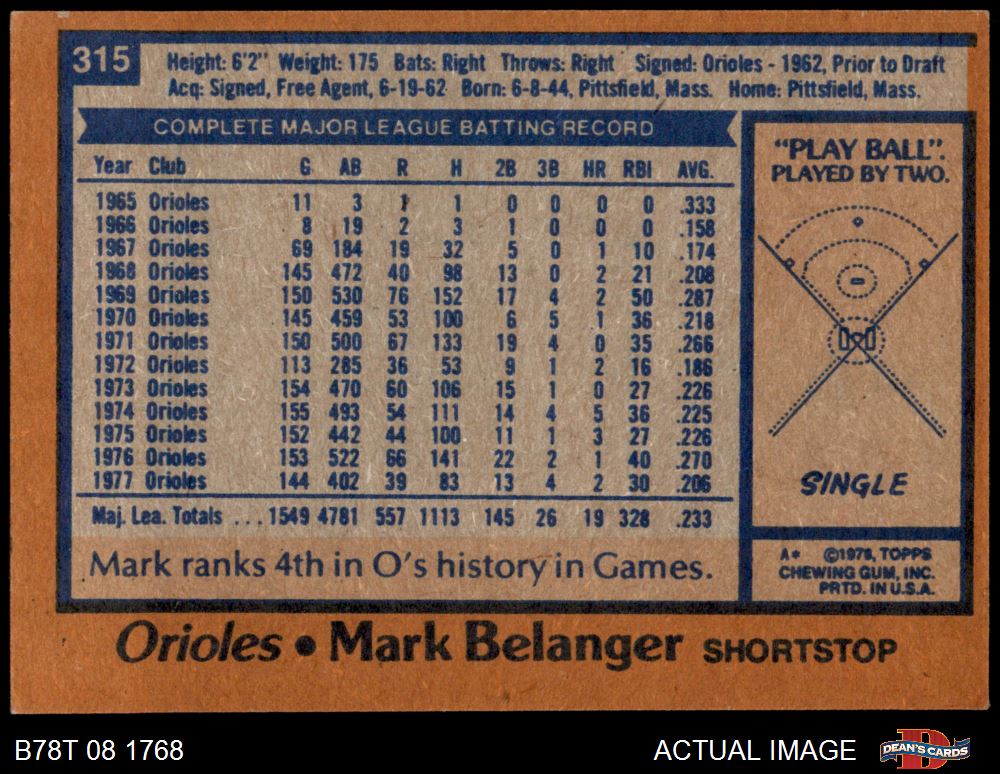 315
Height: 6'2" Weight: 175 Bats: Right Throws: Right Signed: Orioles - 1962, Prior to Draft
Acq: Signed, Free Agent, 6-19-62 Born: 6-8-44, Pittsfield, Mass. Home: Pittsfield, Mass.
COMPLETE MAJOR LEAGUE BATTING RECORD
Year Club G AB R H 2B 3B HR RBI AVG.
1965 Orioles 11 3 1 1 0 0 0 0 .333
1966 Orioles 8 19 2 3 1 0 0 0 .158
1967 Orioles 69 184 19 32 5 0 1 10 .174
1968 Orioles 145 472 40 98 13 0 2 21 .208
1969 Orioles 150 530 76 152 17 4 2 50 .287
1970 Orioles 145 459 53 100 6 5 1 36 .218
1971 Orioles 150 500 67 133 19 4 0 35 .266
1972 Orioles 113 285 36 53 9 1 2 16 .186
1973 Orioles 154 470 60 106 15 1 0 27 .226
1974 Orioles 155 493 54 111 14 4 5 36 .225
1975 Orioles 152 442 44 100 11 1 3 27 .226
1976 Orioles 153 522 66 141 22 2 1 40 .270
1977 Orioles 144 402 39 83 13 4 2 30 .206
Maj. Lea. Totals ... 1549 4781 557 1113 145 26 19 328 .233
Mark ranks 4th in O's history in Games.
"PLAY BALL".
PLAYED BY TWO.
SINGLE
A* ©1978, TOPPS
CHEWING GUM, INC.
PRTD. IN U.S.A.
Orioles • Mark Belanger SHORTSTOP
B78T 08 1768
ACTUAL IMAGE
DEAN'S CARDS